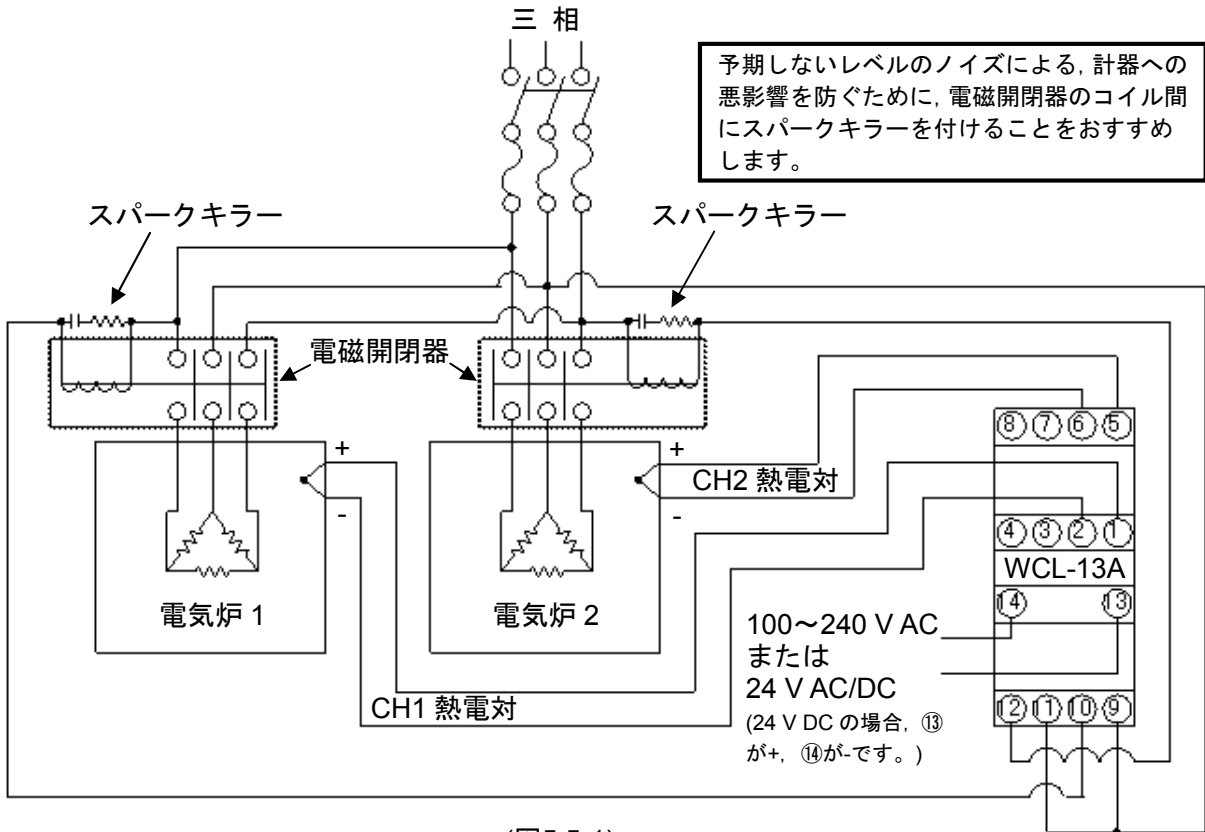 三 相
予期しないレベルのノイズによる, 計器への
悪影響を防ぐために, 電磁開閉器のコイル間
にスパークキラーを付けることをおすすめ
します。
スパークキラー
スパークキラー
電磁開閉器
+
-
電気炉 1
+
-
電気炉 2
CH2 熱電対
CH1 熱電対
⑧⑦⑥⑤
④③②①
WCL-13A
⑭ ⑬
⑫⑪⑩⑨
100～240 V AC
または
24 V AC/DC
(24 V DC の場合, ⑬
が+, ⑭が-です。)